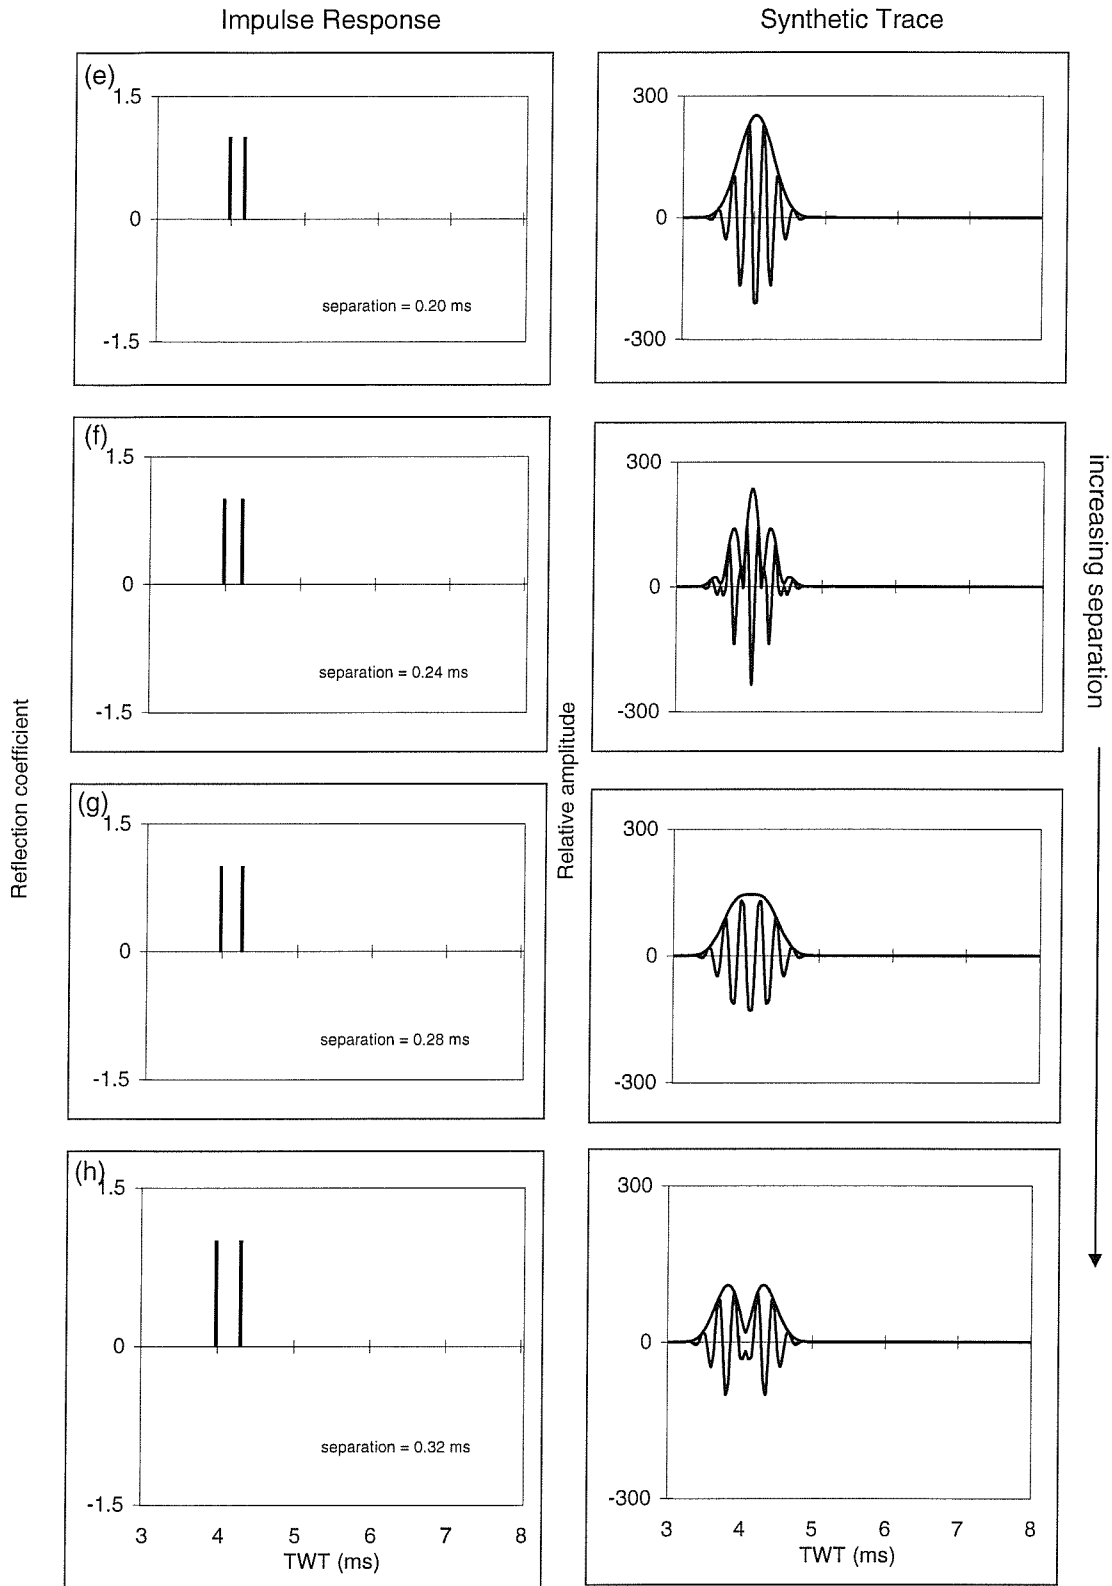 Impulse Response
Synthetic Trace
(e)
1.5
0
-1.5
separation = 0.20 ms
300
0
-300
(f)
1.5
0
-1.5
separation = 0.24 ms
300
0
-300
increasing separation
Reflection coefficient
Relative amplitude
(g)
1.5
0
-1.5
separation = 0.28 ms
300
0
-300
(h)
1.5
0
-1.5
separation = 0.32 ms
3 4 5 6 7 8
TWT (ms)
300
0
-300
3 4 5 6 7 8
TWT (ms)